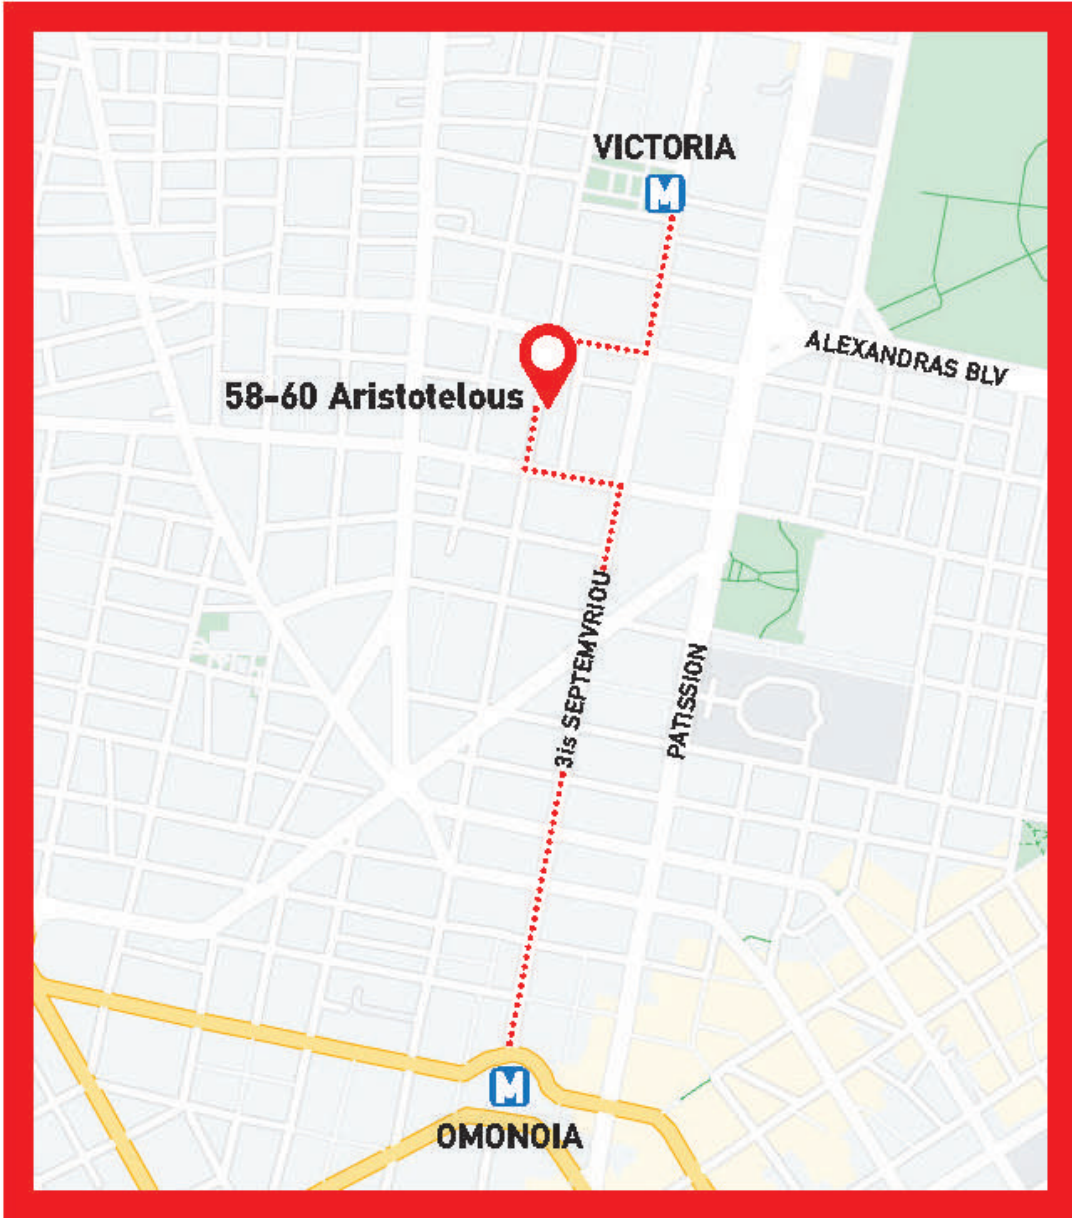 VICTORIA
M
ALEXANDRAS BLV
58-60 Aristotelous
3is SEPTEMVRIOU
PATISSION
M
OMONOIA